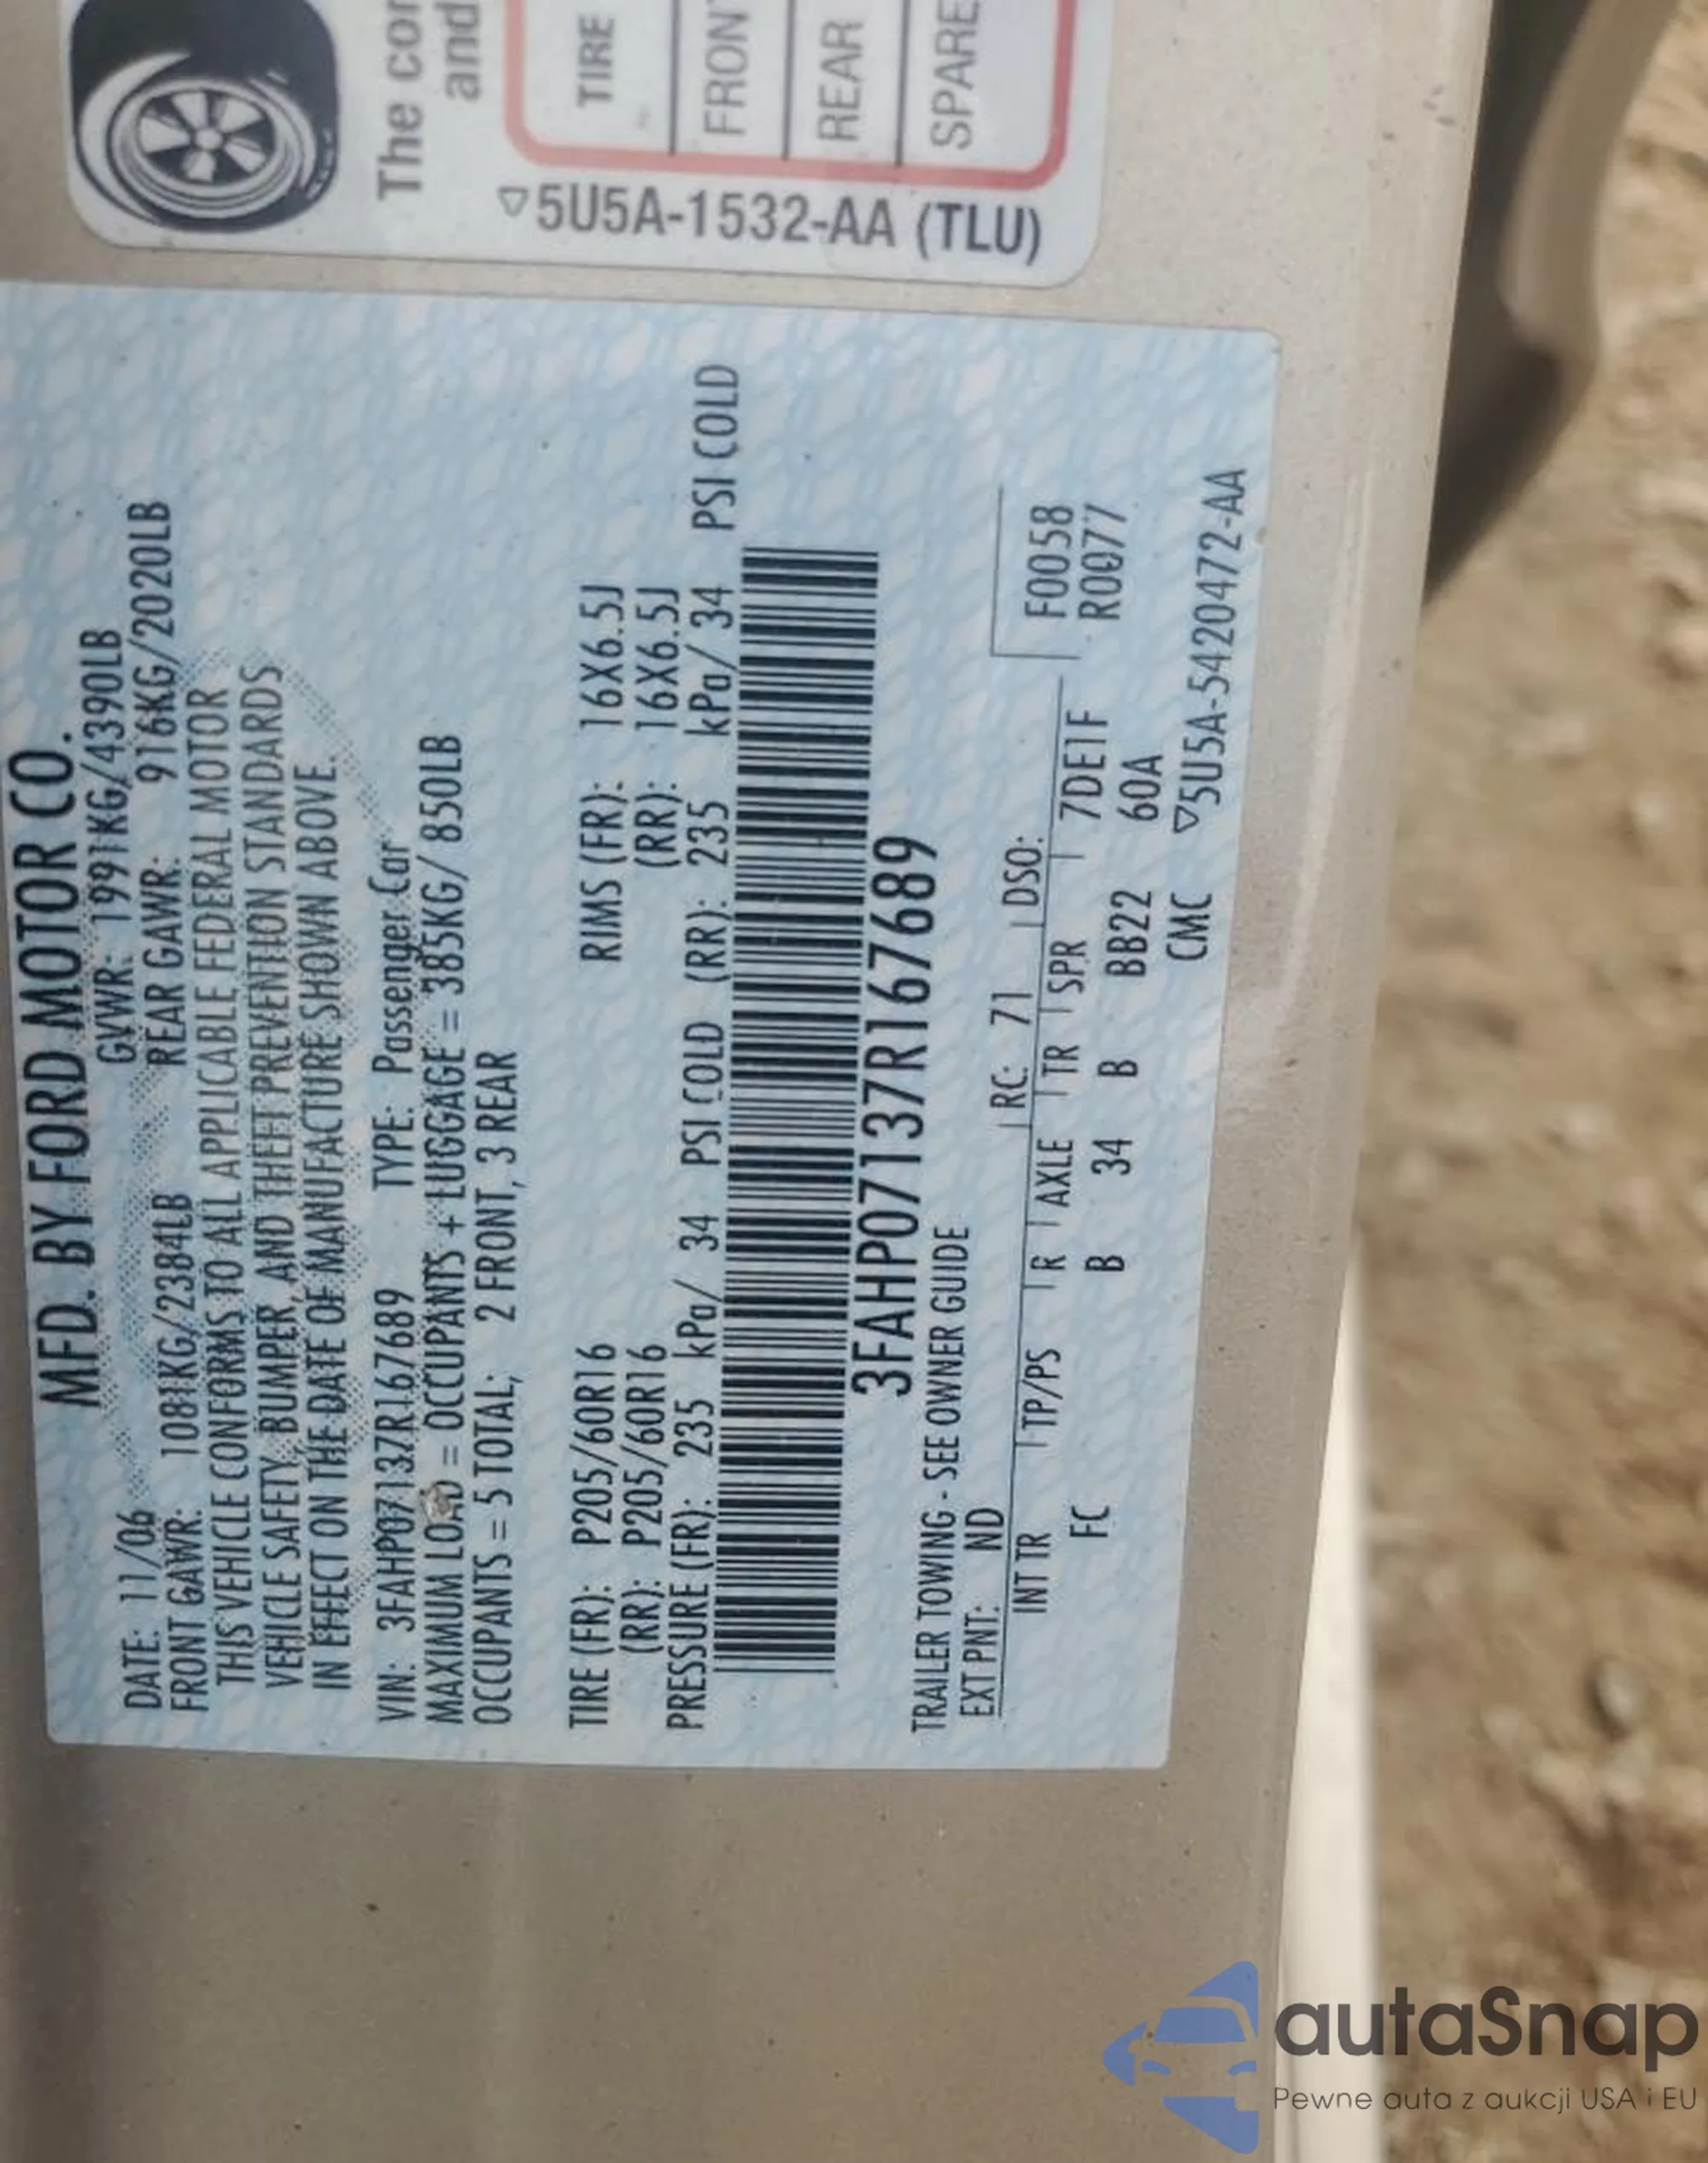 MFD. BY FORD MOTOR CO.
DATE: 11/06 GVWR: 1991KG/4390LB
FRONT GAWR: 1081KG/2384LB REAR GAWR: 916KG/2020LB
THIS VEHICLE CONFORMS TO ALL APPLICABLE FEDERAL MOTOR
VEHICLE SAFETY, BUMPER, AND THEFT PREVENTION STANDARDS
IN EFFECT ON THE DATE OF MANUFACTURE SHOWN ABOVE.
VIN: 3FAHP07137R167689 TYPE: Passenger Car
MAXIMUM LOAD = OCCUPANTS + LUGGAGE = 385KG/ 850LB
OCCUPANTS = 5 TOTAL; 2 FRONT, 3 REAR
TIRE (FR): P205/60R16 RIMS (FR): 16X6.5J
(RR): P205/60R16 (RR): 16X6.5J
PRESSURE (FR): 235 kPa/ 34 PSI COLD (RR): 235 kPa/ 34 PSI COLD
3FAHP07137R167689
TRAILER TOWING - SEE OWNER GUIDE
EXT PNT: ND RC: 71 DSO: F0058
INT TR TP/PS R AXLE TR SPR 7DE1F R0077
FC B 34 B BB22 60A
CMC ▽5U5A-5420472-AA
The cor
and
TIRE
FRONT
REAR
SPARE
▽5U5A-1532-AA (TLU)
autaSnap
Pewne auta z aukcji USA i EU